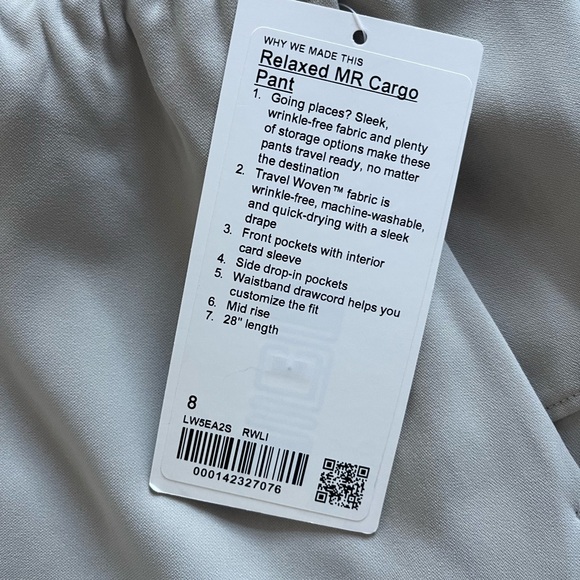 WHY WE MADE THIS
Relaxed MR Cargo
Pant
1. Going places? Sleek,
wrinkle-free fabric and plenty
of storage options make these
pants travel ready, no matter
the destination
2. Travel Woven™ fabric is
wrinkle-free, machine-washable,
and quick-drying with a sleek
drape
3. Front pockets with interior
card sleeve
4. Side drop-in pockets
5. Waistband drawcord helps you
customize the fit
6. Mid rise
7. 28" length
8
LW5EA2S RWLI
000142327076